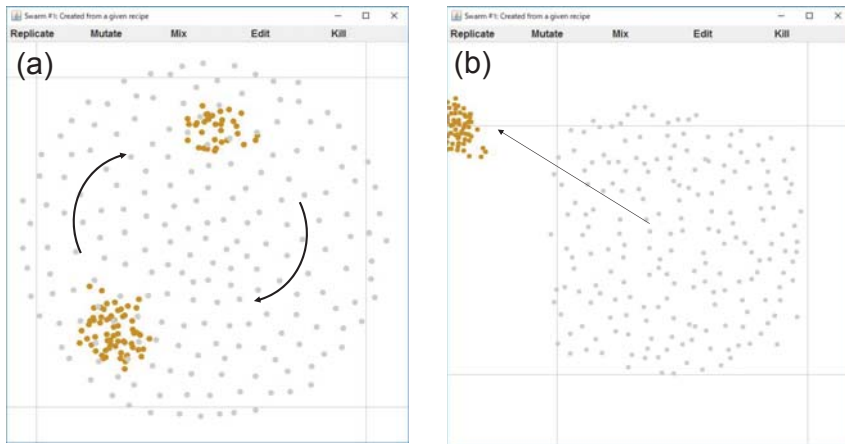 Swarm #1: Created from a given recipe
Replicate Mutate Mix Edit Kill
(a)
Swarm #1: Created from a given recipe
Replicate Mutate Mix Edit Kill
(b)